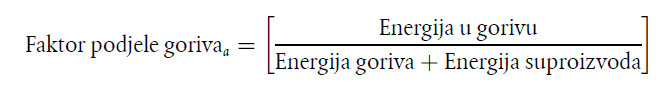 Faktor podjele goriva_a = [Energija u gorivu / Energija goriva + Energija suproizvoda]